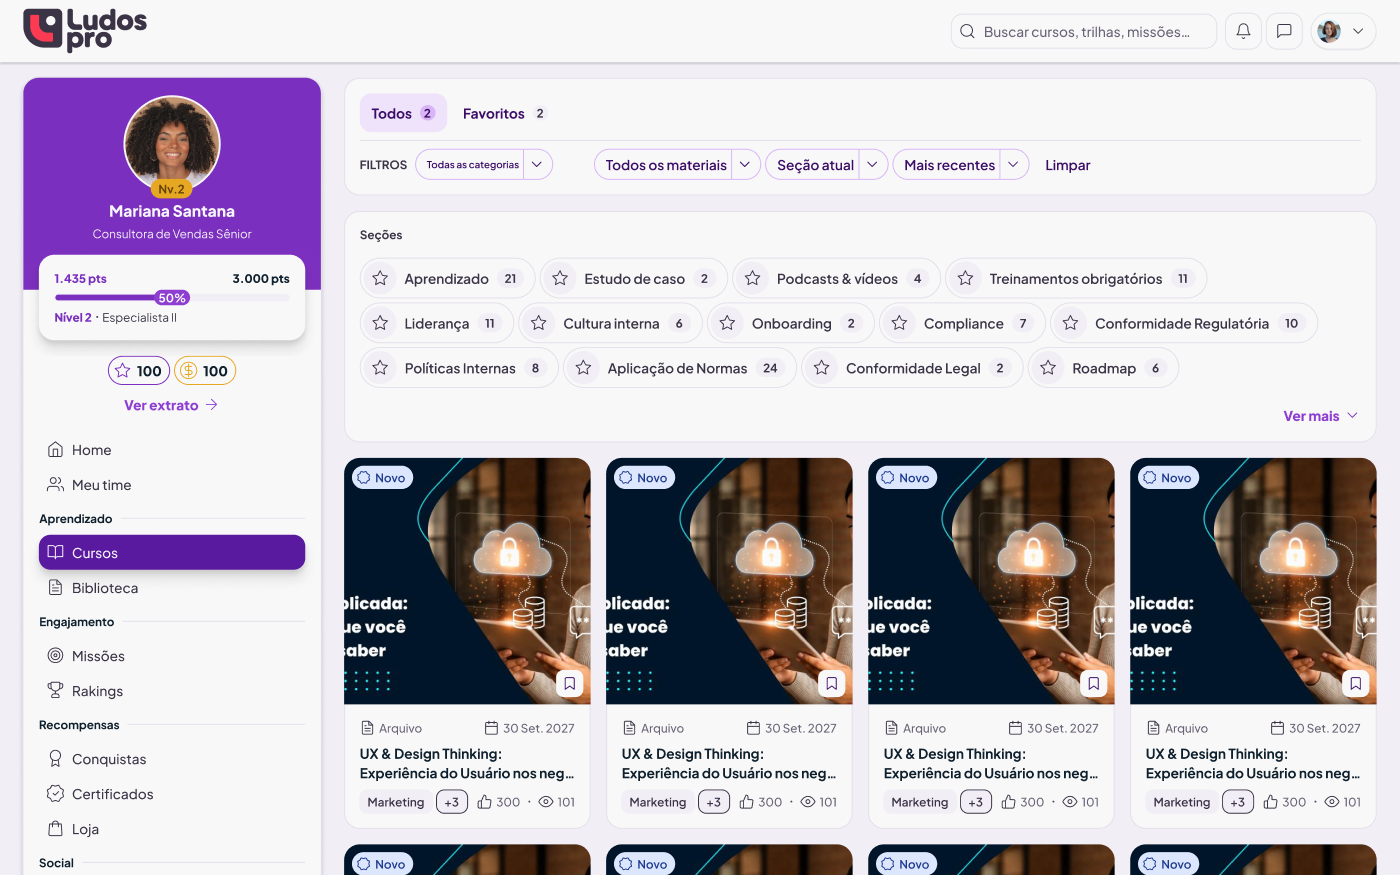 Ludos
pro
Buscar cursos, trilhas, missões...
Nv.2
Mariana Santana
Consultora de Vendas Sênior
1.435 pts 3.000 pts
50%
Nível 2 · Especialista II
100 100
Ver extrato
Home
Meu time
Aprendizado
Cursos
Biblioteca
Engajamento
Missões
Rakings
Recompensas
Conquistas
Certificados
Loja
Social
Todos 2 Favoritos 2
FILTROS Todas as categorias Todos os materiais Seção atual Mais recentes Limpar
Seções
Aprendizado 21 Estudo de caso 2 Podcasts & vídeos 4 Treinamentos obrigatórios 11
Liderança 11 Cultura interna 6 Onboarding 2 Compliance 7 Conformidade Regulatória 10
Políticas Internas 8 Aplicação de Normas 24 Conformidade Legal 2 Roadmap 6
Ver mais
Novo
plicada:
ue você
saber
Arquivo 30 Set. 2027
UX & Design Thinking:
Experiência do Usuário nos neg...
Marketing +3 300 · 101
Novo
plicada:
ue você
saber
Arquivo 30 Set. 2027
UX & Design Thinking:
Experiência do Usuário nos neg...
Marketing +3 300 · 101
Novo
plicada:
ue você
saber
Arquivo 30 Set. 2027
UX & Design Thinking:
Experiência do Usuário nos neg...
Marketing +3 300 · 101
Novo
plicada:
ue você
saber
Arquivo 30 Set. 2027
UX & Design Thinking:
Experiência do Usuário nos neg...
Marketing +3 300 · 101
Novo Novo Novo Novo